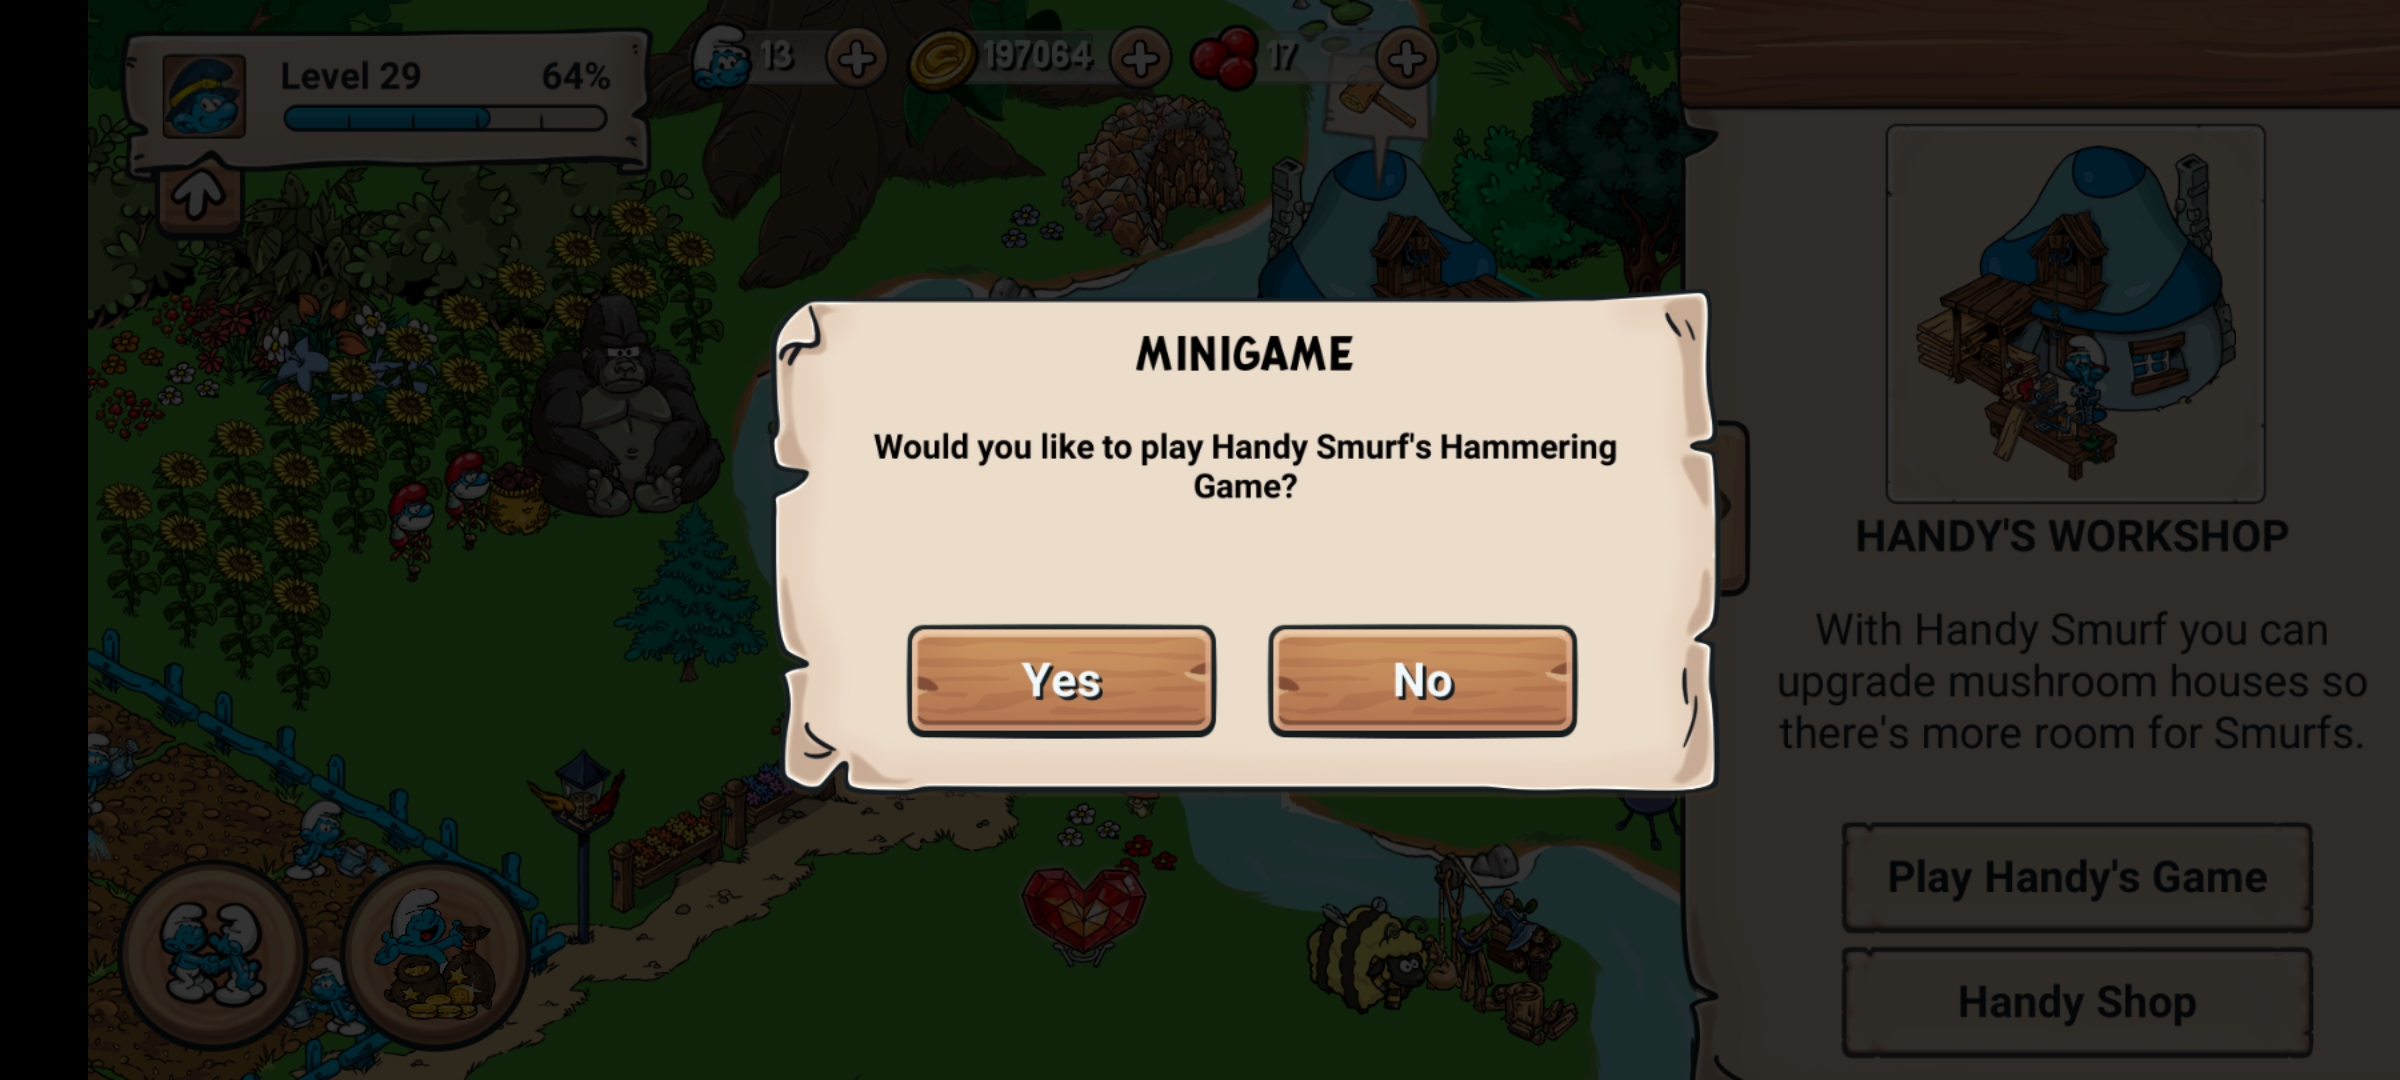 Level 29 64%
13
197064
17
MINIGAME
Would you like to play Handy Smurf's Hammering
Game?
Yes
No
HANDY'S WORKSHOP
With Handy Smurf you can
upgrade mushroom houses so
there's more room for Smurfs.
Play Handy's Game
Handy Shop